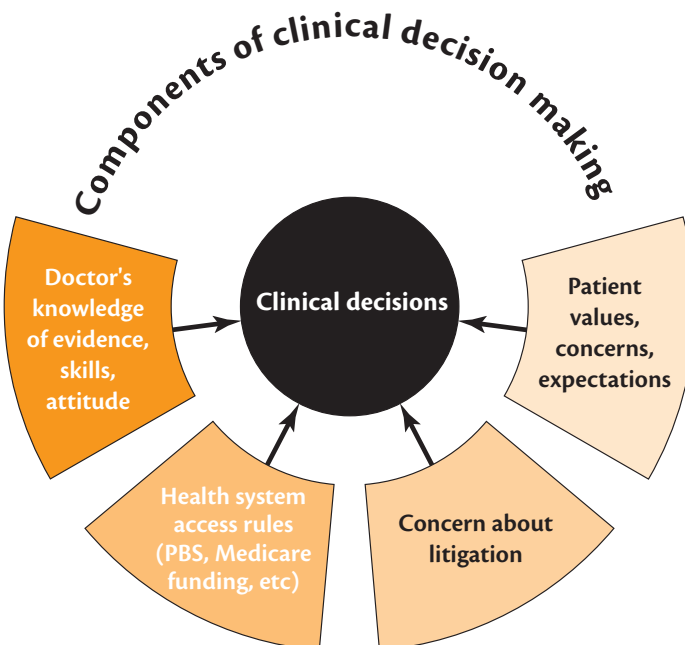 Components of clinical decision making
Doctor's
knowledge
of evidence,
skills,
attitude
Clinical decisions
Patient
values,
concerns,
expectations
Health system
access rules
(PBS, Medicare
funding, etc)
Concern about
litigation